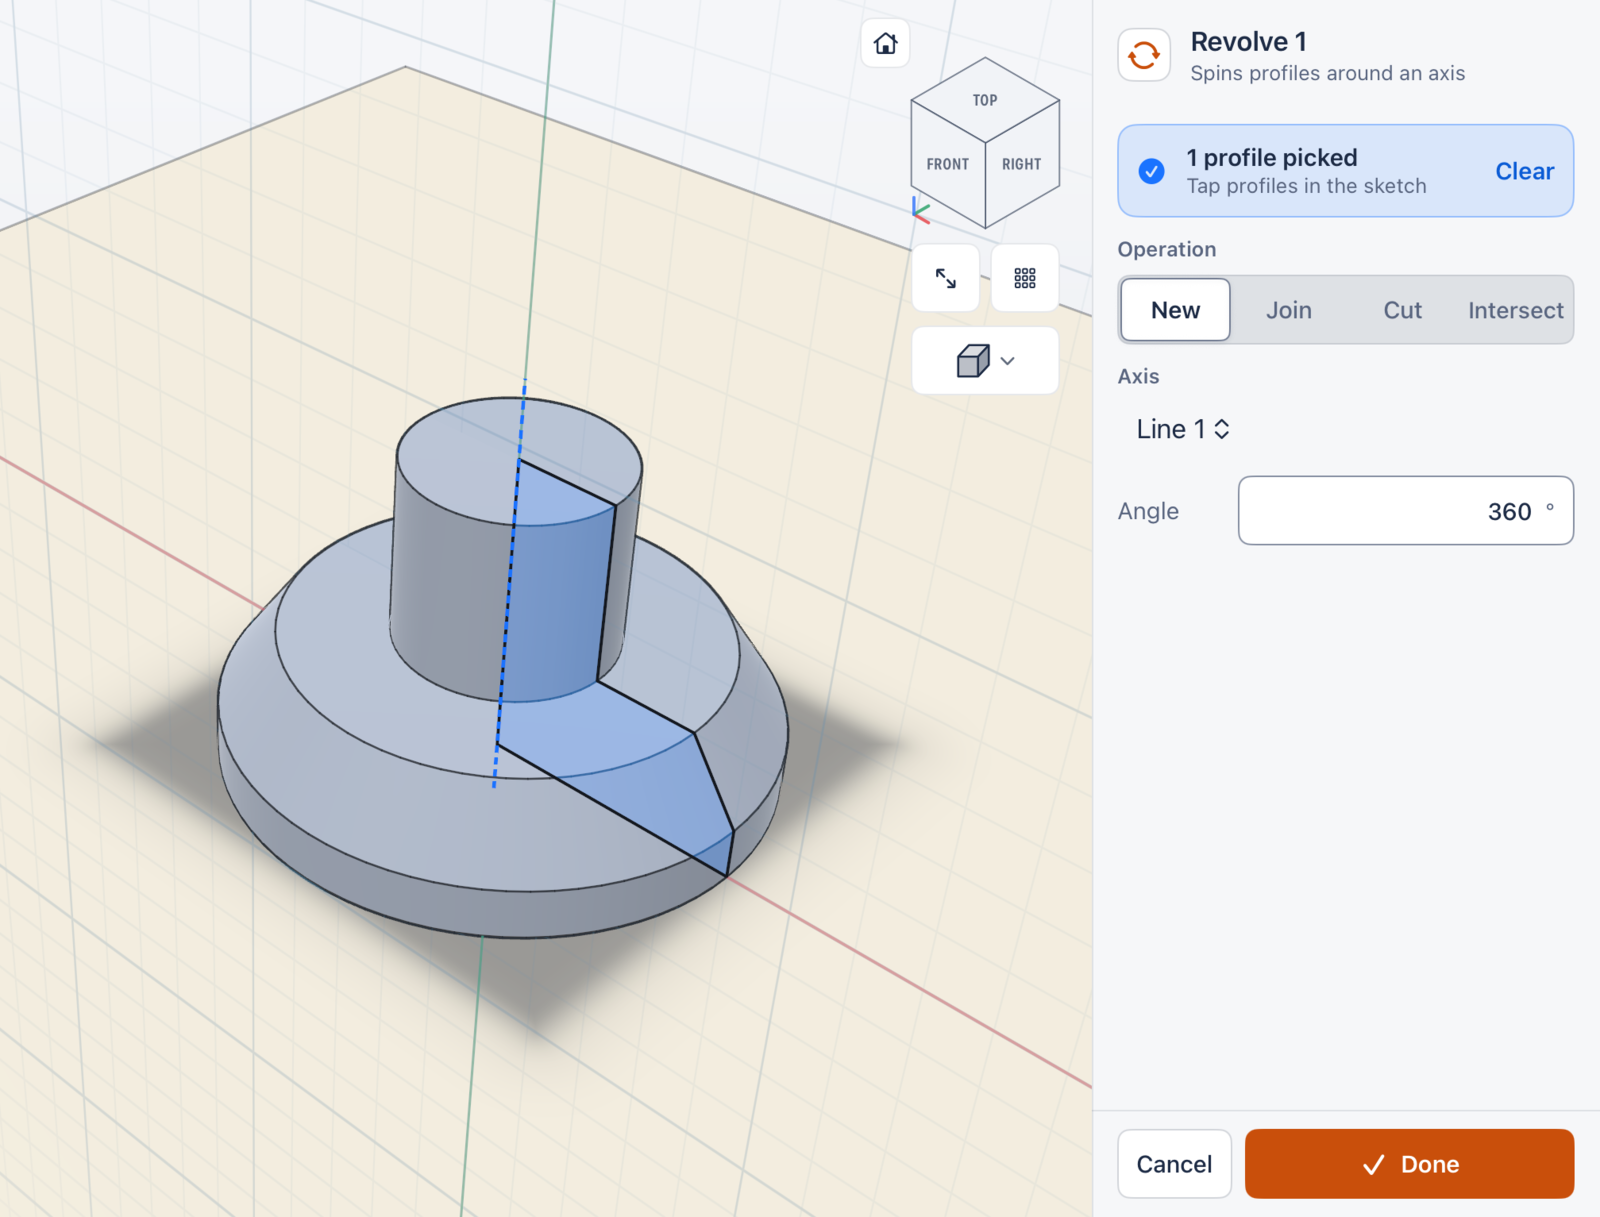 TOP
FRONT
RIGHT
Revolve 1
Spins profiles around an axis
1 profile picked
Tap profiles in the sketch
Clear
Operation
New
Join
Cut
Intersect
Axis
Line 1
Angle
360 °
Cancel
Done